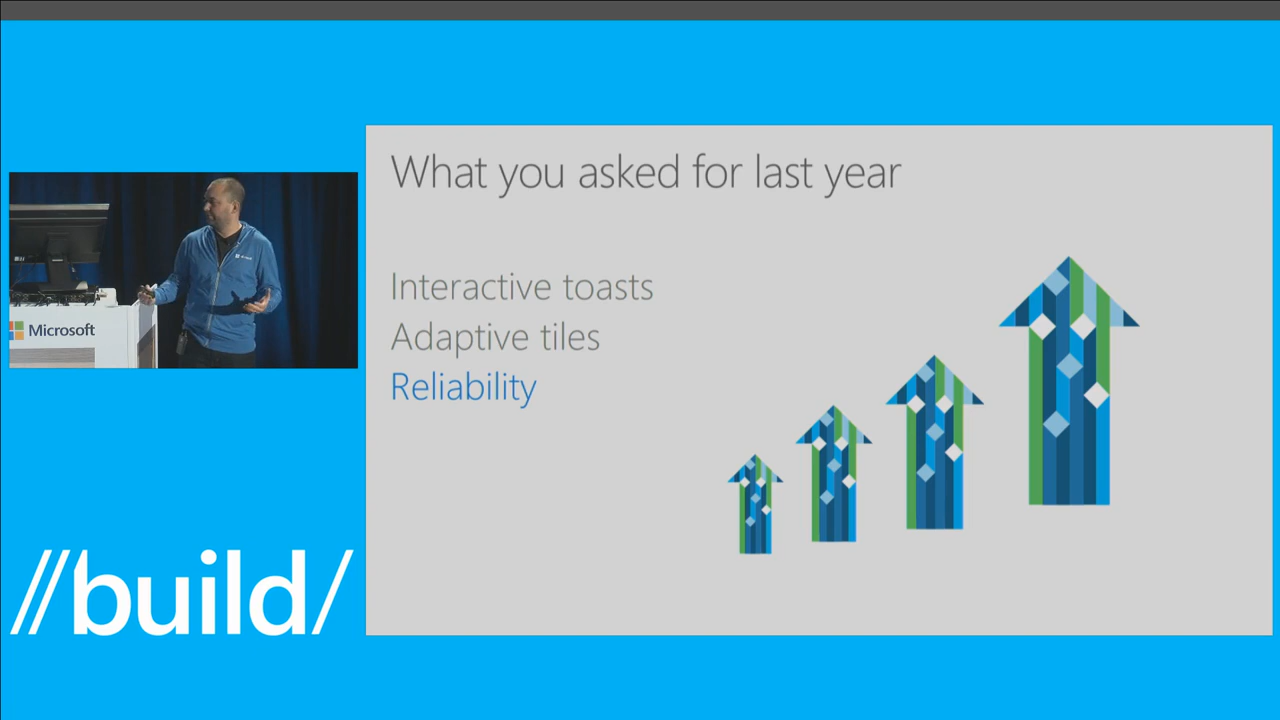 What you asked for last year
Interactive toasts
Adaptive tiles
Reliability
Microsoft
//build/